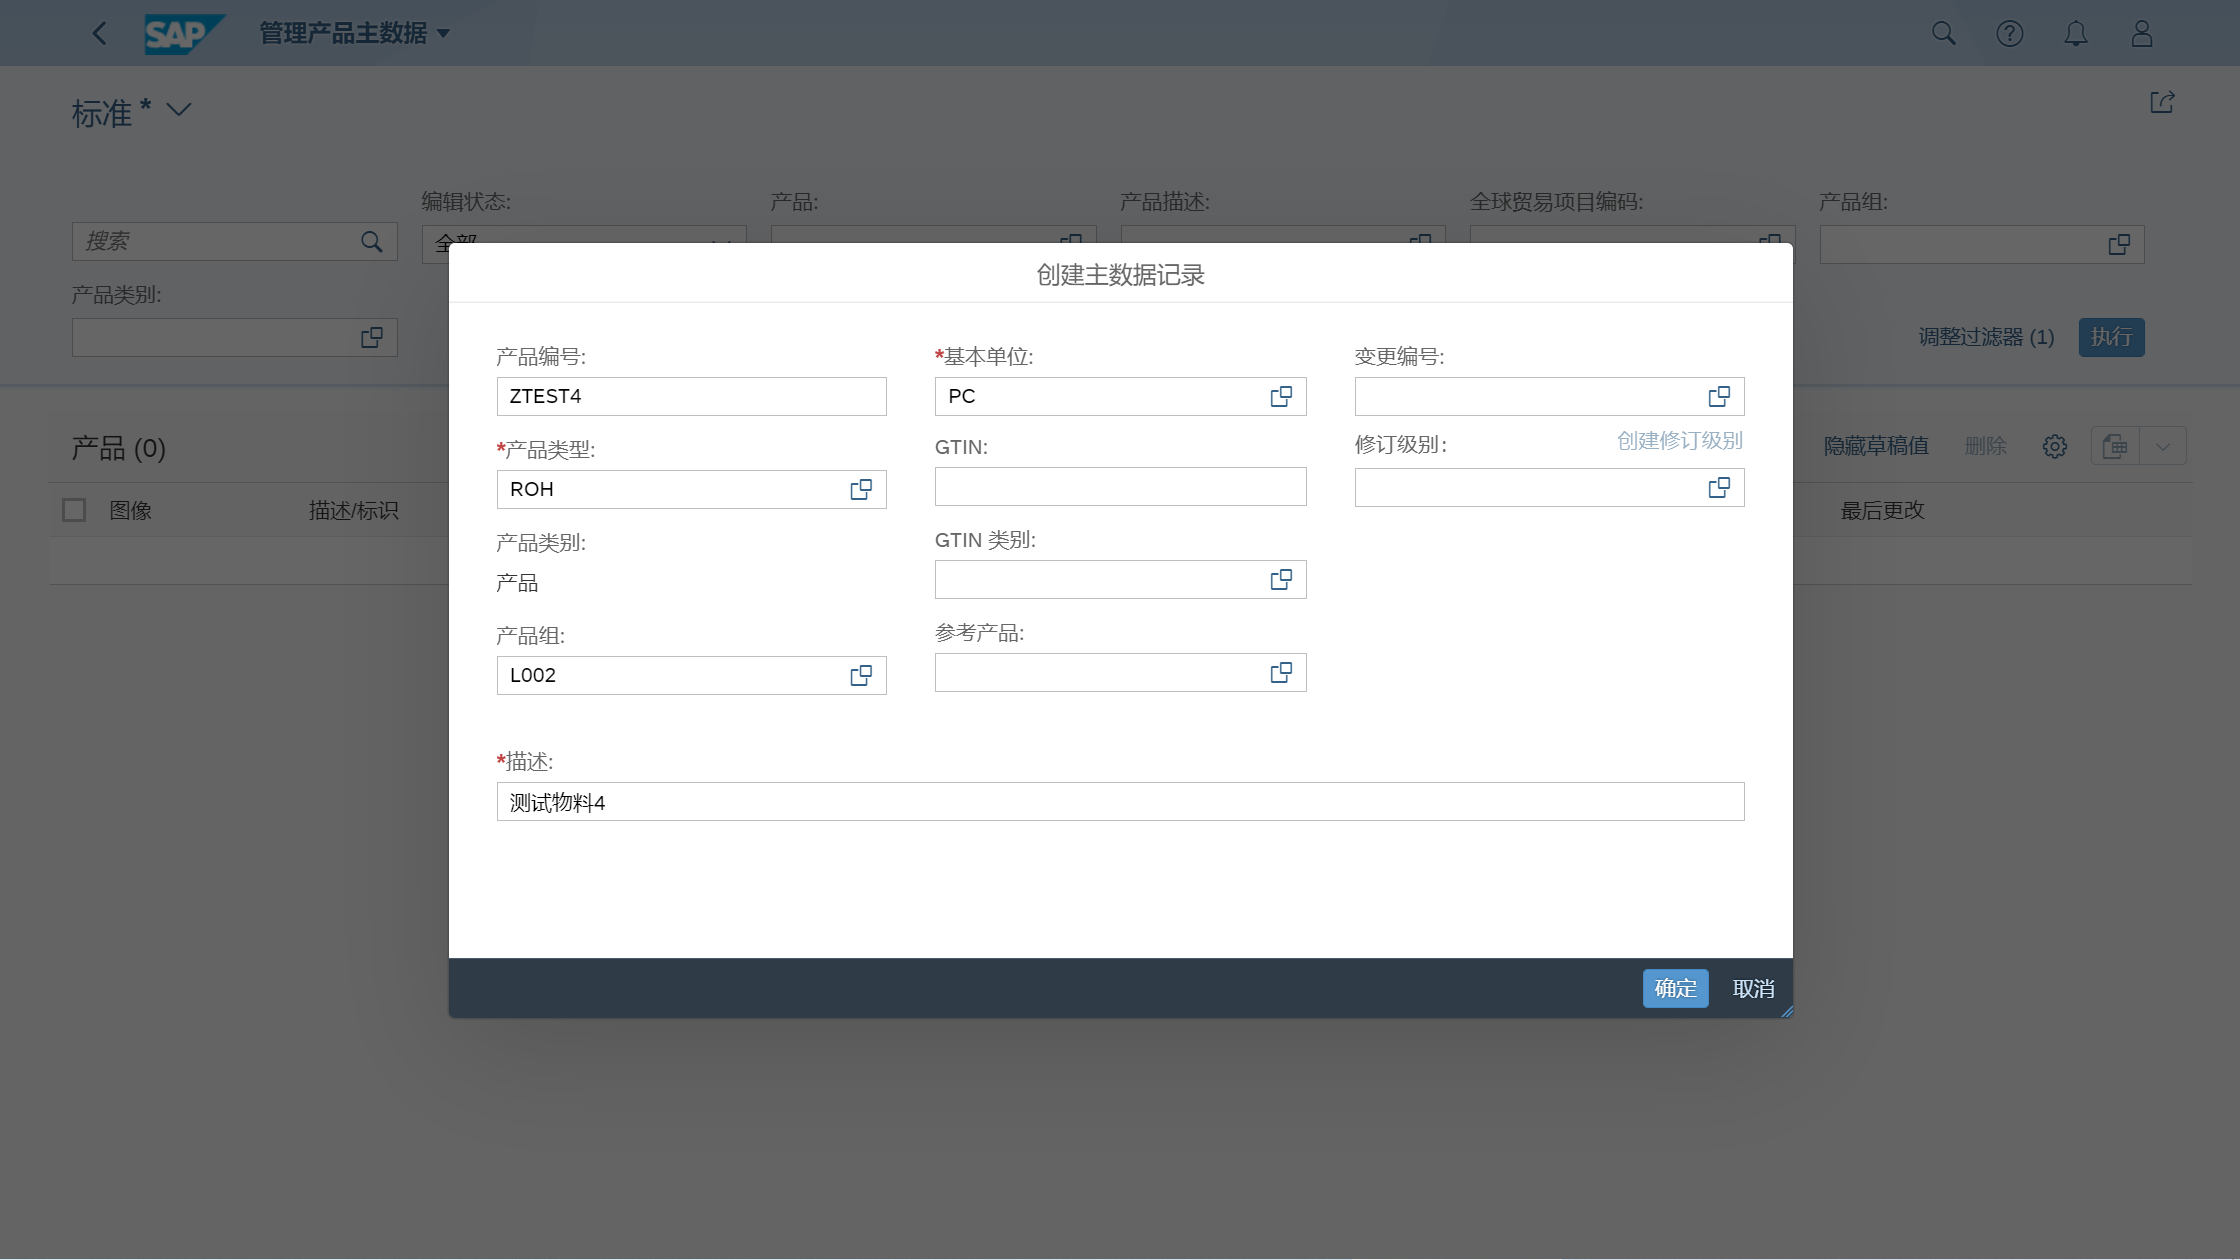 SAP 管理产品主数据
标准 *
编辑状态: 产品: 产品描述: 全球贸易项目编码: 产品组:
搜索 全部
产品类别:
调整过滤器 (1) 执行
产品 (0) 隐藏草稿值 删除
图像 描述/标识 最后更改
创建主数据记录
产品编号: *基本单位: 变更编号:
ZTEST4 PC
*产品类型: GTIN: 修订级别: 创建修订级别
ROH
产品类别: GTIN 类别:
产品
产品组: 参考产品:
L002
*描述:
测试物料4
确定 取消